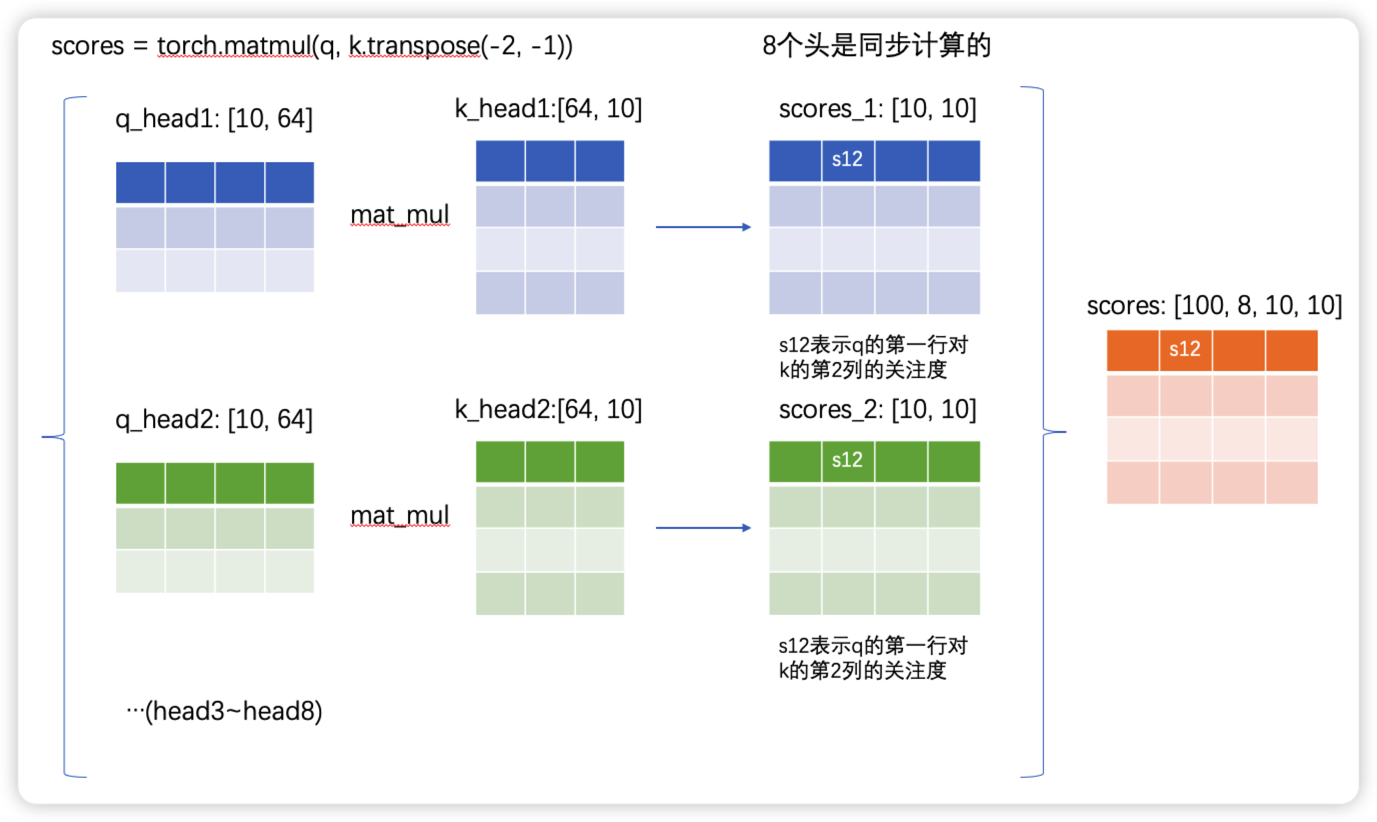 scores = torch.matmul(q, k.transpose(-2, -1))
8个头是同步计算的
q_head1: [10, 64]
k_head1:[64, 10]
scores_1: [10, 10]
s12
mat_mul
s12表示q的第一行对
k的第2列的关注度
q_head2: [10, 64]
k_head2:[64, 10]
scores_2: [10, 10]
s12
mat_mul
s12表示q的第一行对
k的第2列的关注度
…(head3~head8)
scores: [100, 8, 10, 10]
s12